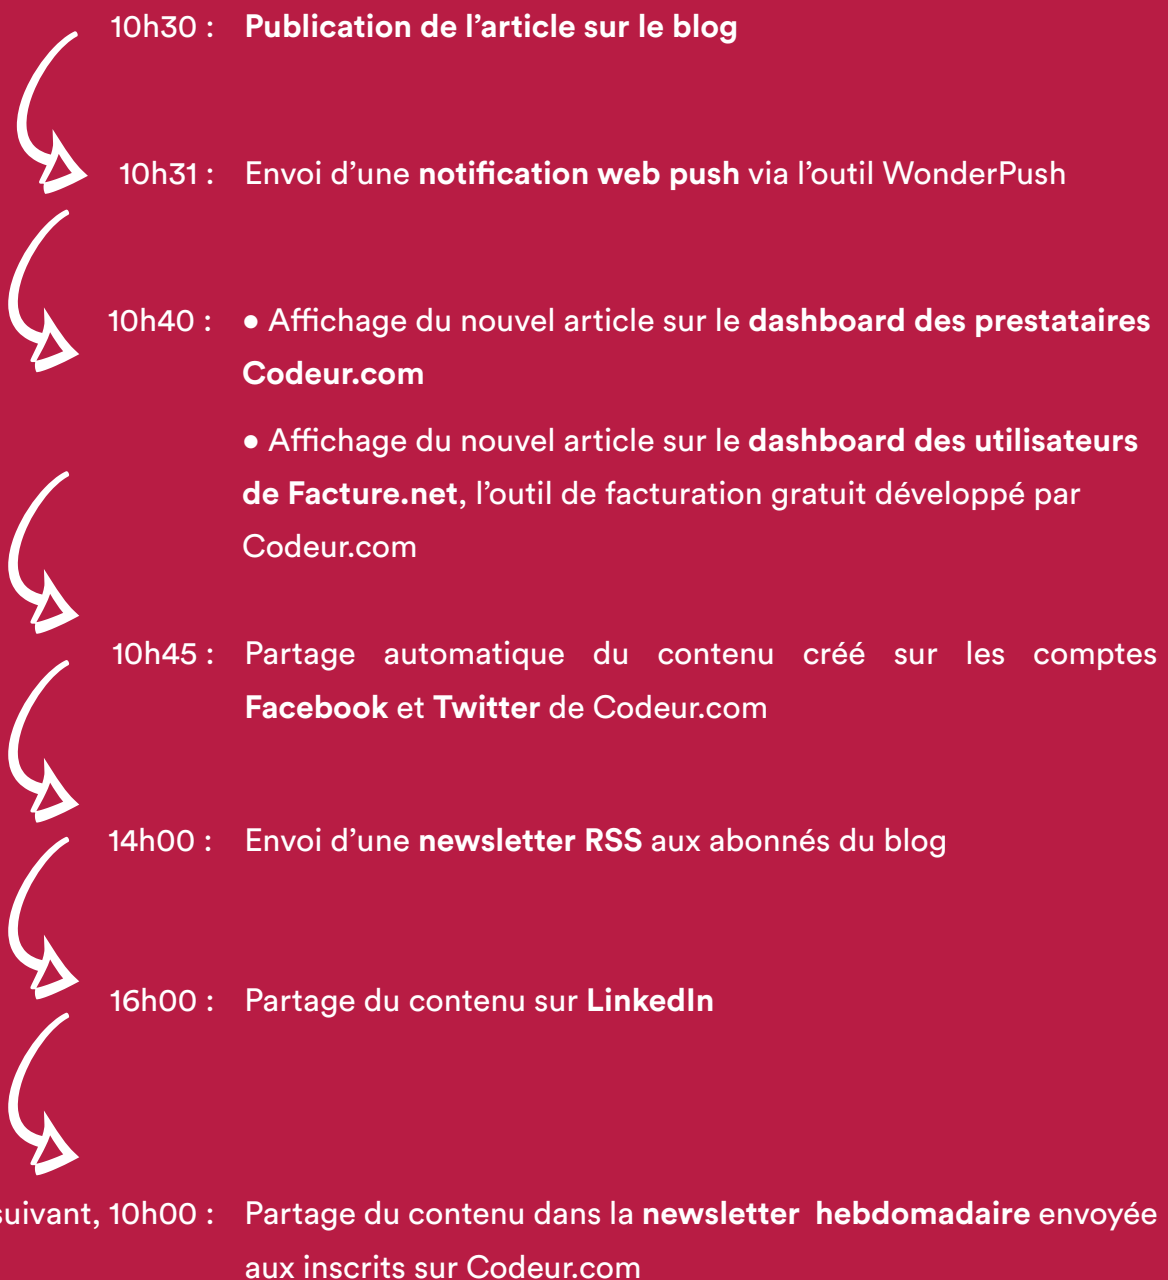 10h30 : Publication de l’article sur le blog
10h31 : Envoi d’une notification web push via l’outil WonderPush
10h40 : ● Affichage du nouvel article sur le dashboard des prestataires
Codeur.com
● Affichage du nouvel article sur le dashboard des utilisateurs
de Facture.net, l’outil de facturation gratuit développé par
Codeur.com
10h45 : Partage automatique du contenu créé sur les comptes
Facebook et Twitter de Codeur.com
14h00 : Envoi d’une newsletter RSS aux abonnés du blog
16h00 : Partage du contenu sur LinkedIn
suivant, 10h00 : Partage du contenu dans la newsletter hebdomadaire envoyée
aux inscrits sur Codeur.com